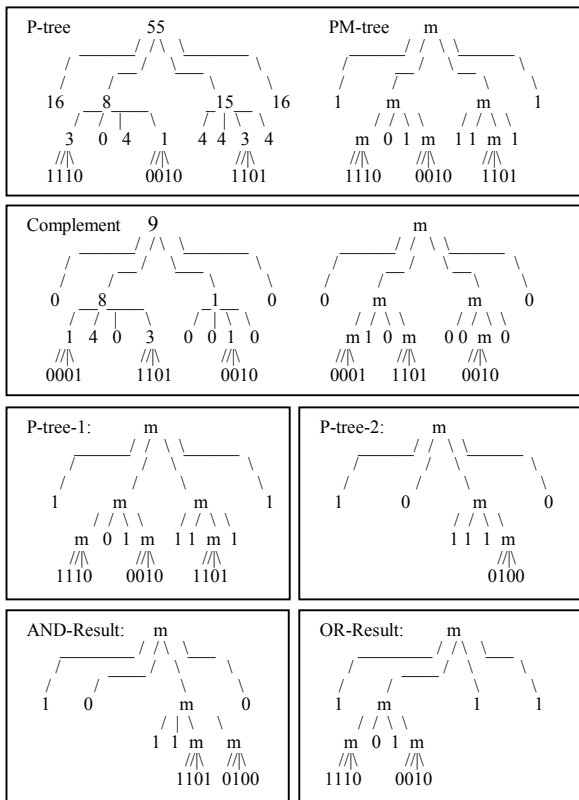 P-tree 55 PM-tree m
16 8 15 16 1 m m 1
3 0 4 1 4 4 3 4 m 0 1 m 1 1 m 1
1110 0010 1101 1110 0010 1101
Complement 9 m
0 8 1 0 0 m m 0
1 4 0 3 0 0 1 0 m 1 0 m 0 0 m 0
0001 1101 0010 0001 1101 0010
P-tree-1: m
1 m m 1
m 0 1 m 1 1 m 1
1110 0010 1101
P-tree-2: m
1 0 m 0
1 1 1 m
0100
AND-Result: m
1 0 m 0
1 1 m m
1101 0100
OR-Result: m
1 m 1 1
m 0 1 m
1110 0010